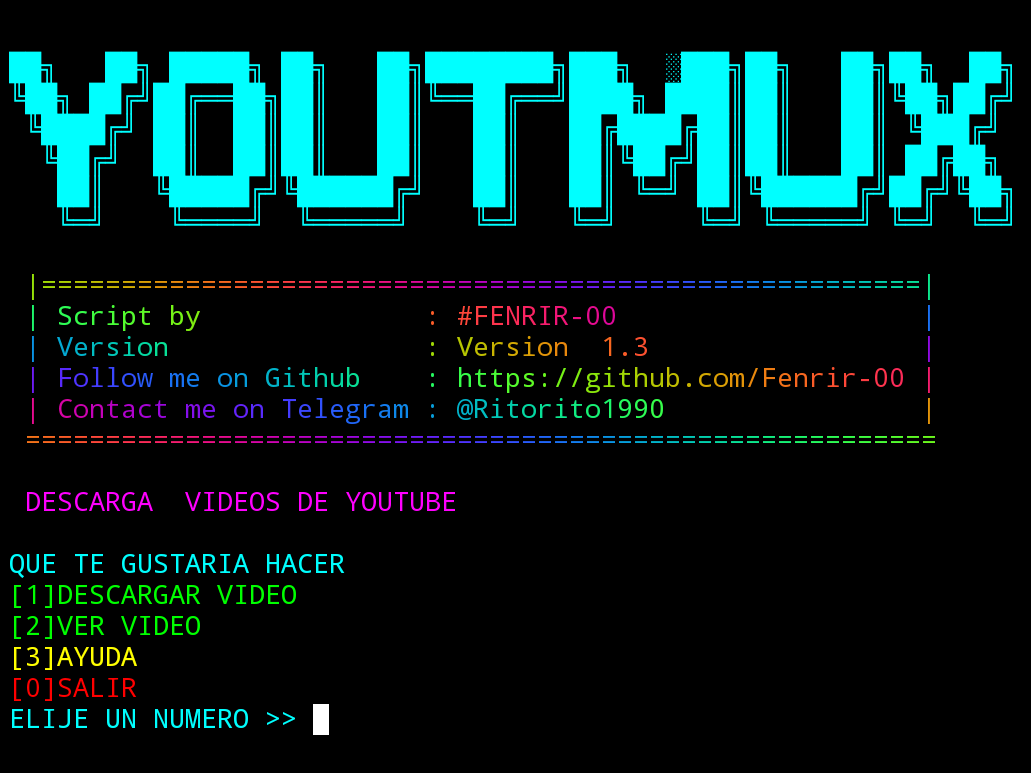 YOUTMUX
|=======================================================|
| Script by : #FENRIR-00 |
| Version : Version 1.3 |
| Follow me on Github : https://github.com/Fenrir-00 |
| Contact me on Telegram : @Ritorito1990 |
=========================================================
DESCARGA VIDEOS DE YOUTUBE
QUE TE GUSTARIA HACER
[1]DESCARGAR VIDEO
[2]VER VIDEO
[3]AYUDA
[0]SALIR
ELIJE UN NUMERO >>